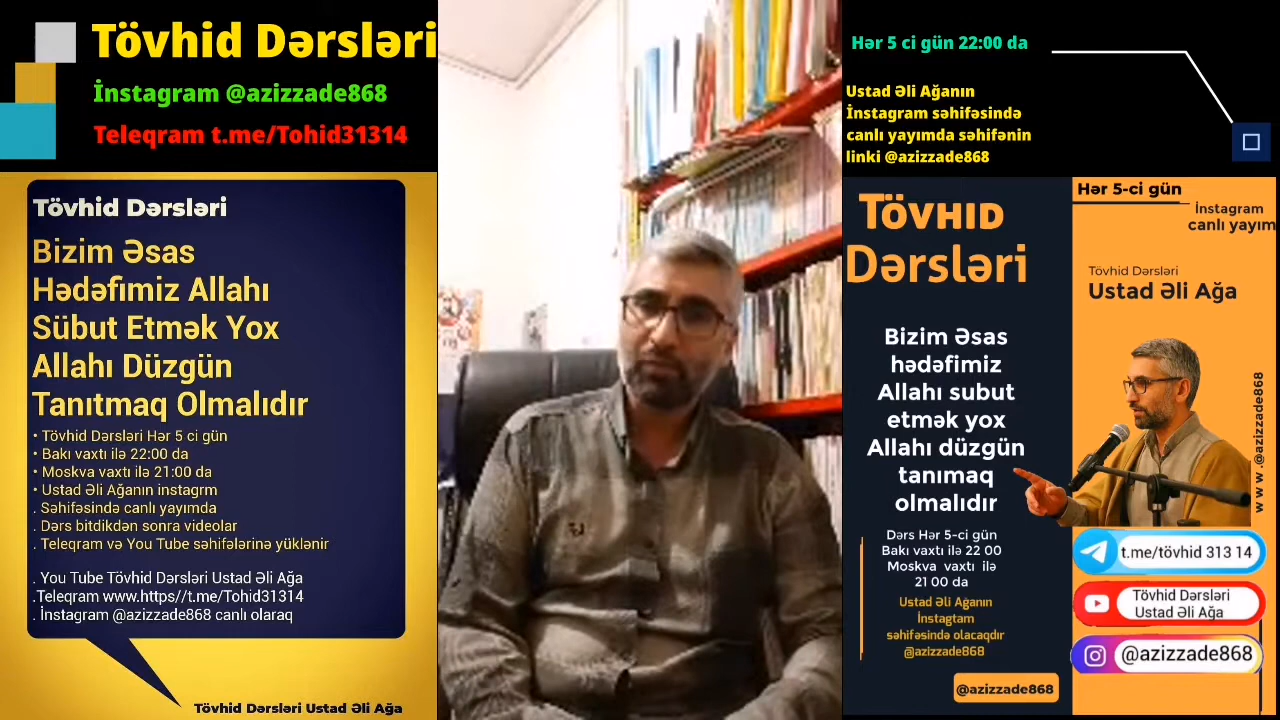 Tövhid Dərsləri
İnstagram @azizzade868
Teleqram t.me/Tohid31314
Tövhid Dərsləri
Bizim Əsas
Hədəfımiz Allahı
Sübut Etmək Yox
Allahı Düzgün
Tanıtmaq Olmalıdır
• Tövhid Dərsləri Hər 5 ci gün
• Bakı vaxtı ilə 22:00 da
• Moskva vaxtı ilə 21:00 da
• Ustad Əli Ağanın instagrm
. Səhifəsində canlı yayımda
. Dərs bitdikdən sonra videolar
. Teleqram və You Tube səhifələrinə yüklənir
. You Tube Tövhid Dərsləri Ustad Əli Ağa
.Teleqram www.https//t.me/Tohid31314
. İnstagram @azizzade868 canlı olaraq
Tövhid Dərsləri Ustad Əli Ağa
Hər 5 ci gün 22:00 da
Ustad Əli Ağanın
İnstagram səhifəsində
canlı yayımda səhifənin
linki @azizzade868
Tövhıd
Dərsləri
Bizim Əsas
hədəfimiz
Allahı subut
etmək yox
Allahı düzgün
tanımaq
olmalıdır
Dərs Hər 5-ci gün
Bakı vaxtı ilə 22 00
Moskva vaxtı ilə
21 00 da
Ustad Əli Ağanın
İnstagtam
səhifəsində olacaqdır
@azizzade868
@azizzade868
Hər 5-ci gün
İnstagram
canlı yayım
Tövhid Dərsləri
Ustad Əli Ağa
w w w .@azizzade868
t.me/tövhid 313 14
Tövhid Dərsləri
Ustad Əli Ağa
@azizzade868